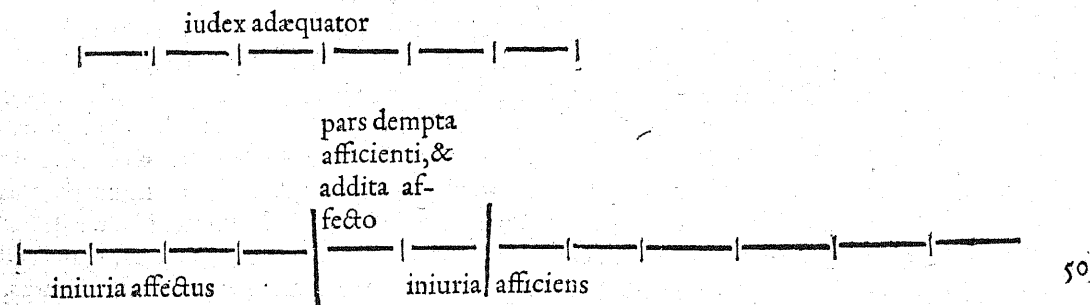 iudex adæquator
pars dempta
afficienti, &
addita af-
fecto
iniuria affectus iniuria afficiens
50